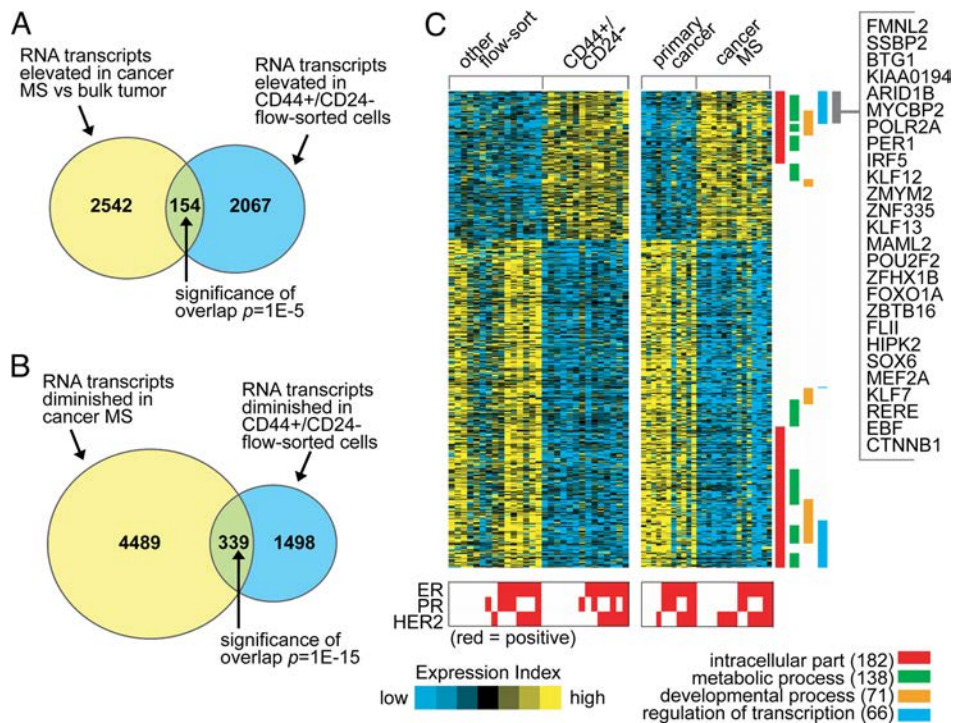 A
RNA transcripts
elevated in cancer
MS vs bulk tumor
RNA transcripts
elevated in
CD44+/CD24-
flow-sorted cells
2542
154
2067
significance of
overlap p=1E-5
B
RNA transcripts
diminished in
cancer MS
RNA transcripts
diminished in
CD44+/CD24-
flow-sorted cells
4489
339
1498
significance of
overlap p=1E-15
C
other
flow-sort
CD44+/
CD24-
primary
cancer
cancer
MS
FMNL2
SSBP2
BTG1
KIAA0194
ARID1B
MYCBP2
POLR2A
PER1
IRF5
KLF12
ZMYM2
ZNF335
KLF13
MAML2
POU2F2
ZFHX1B
FOXO1A
ZBTB16
FLII
HIPK2
SOX6
MEF2A
KLF7
RERE
EBF
CTNNB1
ER
PR
HER2
(red = positive)
Expression Index
low
high
intracellular part (182)
metabolic process (138)
developmental process (71)
regulation of transcription (66)